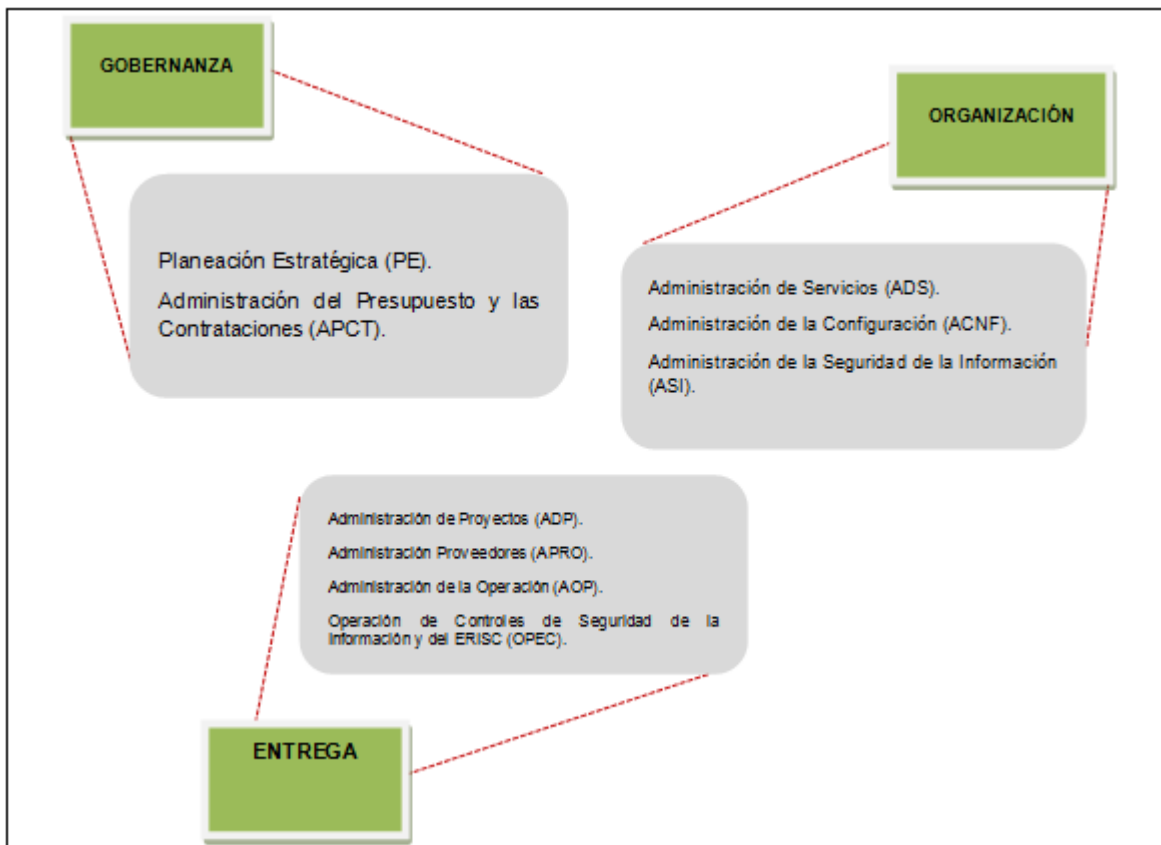 GOBERNANZA
Planeación Estratégica (PE).
Administración del Presupuesto y las
Contrataciones (APCT).
ORGANIZACIÓN
Administración de Servicios (ADS).
Administración de la Configuración (ACNF).
Administración de la Seguridad de la Información
(ASI).
Administración de Proyectos (ADP).
Administración Proveedores (APRO).
Administración de la Operación (AOP).
Operación de Controles de Seguridad de la
Información y del ERISC (OPEC).
ENTREGA